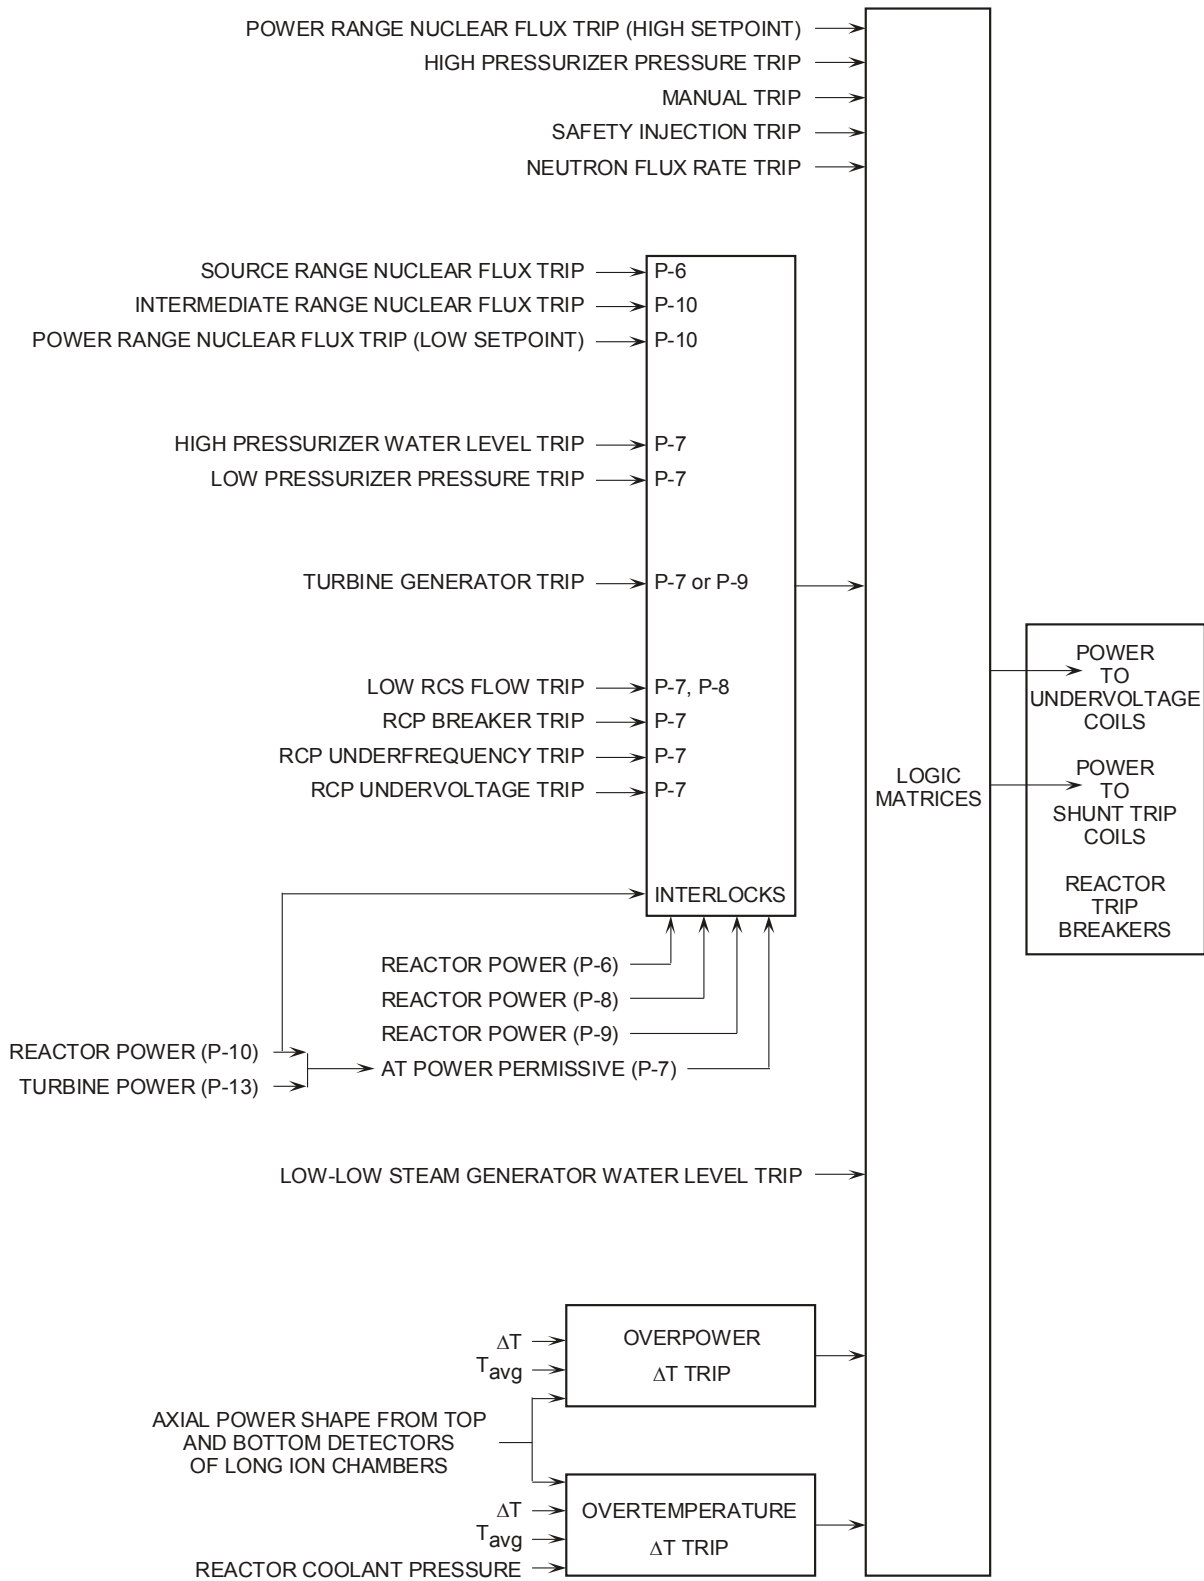 POWER RANGE NUCLEAR FLUX TRIP (HIGH SETPOINT)
HIGH PRESSURIZER PRESSURE TRIP
MANUAL TRIP
SAFETY INJECTION TRIP
NEUTRON FLUX RATE TRIP
SOURCE RANGE NUCLEAR FLUX TRIP P-6
INTERMEDIATE RANGE NUCLEAR FLUX TRIP P-10
POWER RANGE NUCLEAR FLUX TRIP (LOW SETPOINT) P-10
HIGH PRESSURIZER WATER LEVEL TRIP P-7
LOW PRESSURIZER PRESSURE TRIP P-7
TURBINE GENERATOR TRIP P-7 or P-9
LOW RCS FLOW TRIP P-7, P-8
RCP BREAKER TRIP P-7
RCP UNDERFREQUENCY TRIP P-7
RCP UNDERVOLTAGE TRIP P-7
INTERLOCKS
REACTOR POWER (P-6)
REACTOR POWER (P-8)
REACTOR POWER (P-9)
REACTOR POWER (P-10)
AT POWER PERMISSIVE (P-7)
TURBINE POWER (P-13)
LOGIC
MATRICES
POWER
TO
UNDERVOLTAGE
COILS
POWER
TO
SHUNT TRIP
COILS
REACTOR
TRIP
BREAKERS
LOW-LOW STEAM GENERATOR WATER LEVEL TRIP
ΔT
Tavg
OVERPOWER
ΔT TRIP
AXIAL POWER SHAPE FROM TOP
AND BOTTOM DETECTORS
OF LONG ION CHAMBERS
ΔT
Tavg
REACTOR COOLANT PRESSURE
OVERTEMPERATURE
ΔT TRIP